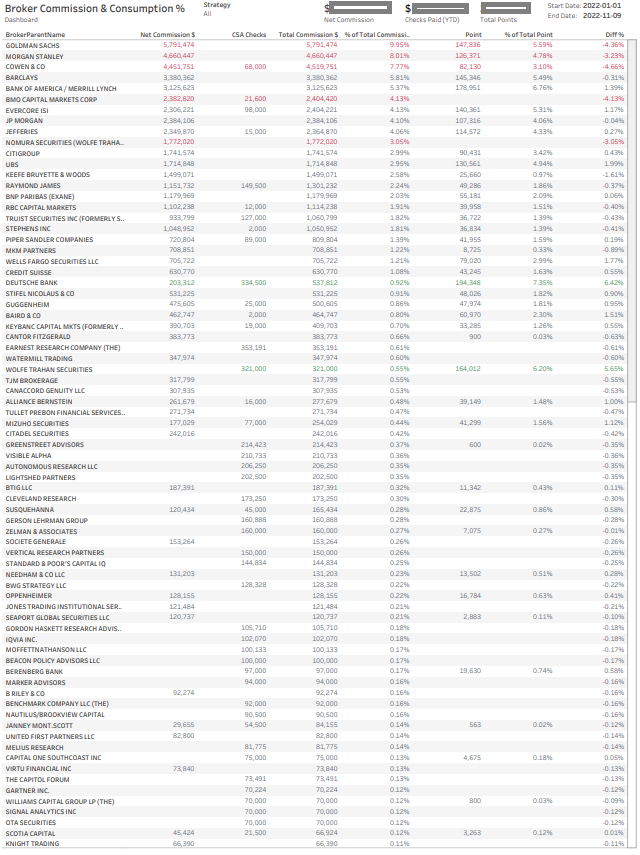 Broker Commission & Consumption %
Dashboard
Strategy
All
$
Net Commission
$
Checks Paid (YTD)
Total Points
Start Date: 2022-01-01
End Date: 2022-11-09
BrokerParentName Net Commission $ CSA Checks Total Commission $ % of Total Commissi.. Point % of Total Point Diff %
GOLDMAN SACHS 5,791,474 5,791,474 9.95% 147,836 5.59% -4.36%
MORGAN STANLEY 4,660,447 4,660,447 8.01% 126,371 4.78% -3.23%
COWEN & CO 4,451,751 68,000 4,519,751 7.77% 82,130 3.10% -4.66%
BARCLAYS 3,380,362 3,380,362 5.81% 145,346 5.49% -0.31%
BANK OF AMERICA / MERRILL LYNCH 3,125,623 3,125,623 5.37% 178,951 6.76% 1.39%
BMO CAPITAL MARKETS CORP 2,382,820 21,600 2,404,420 4.13% -4.13%
EVERCORE ISI 2,306,221 98,000 2,404,221 4.13% 140,361 5.31% 1.17%
JP MORGAN 2,384,106 2,384,106 4.10% 107,316 4.06% -0.04%
JEFFERIES 2,349,870 15,000 2,364,870 4.06% 114,572 4.33% 0.27%
NOMURA SECURITIES (WOLFE TRAHA.. 1,772,020 1,772,020 3.05% -3.05%
CITIGROUP 1,741,574 1,741,574 2.99% 90,431 3.42% 0.43%
UBS 1,714,848 1,714,848 2.95% 130,561 4.94% 1.99%
KEEFE BRUYETTE & WOODS 1,499,071 1,499,071 2.58% 25,660 0.97% -1.61%
RAYMOND JAMES 1,151,732 149,500 1,301,232 2.24% 49,286 1.86% -0.37%
BNP PARIBAS (EXANE) 1,179,969 1,179,969 2.03% 55,181 2.09% 0.06%
RBC CAPITAL MARKETS 1,102,238 12,000 1,114,238 1.91% 39,958 1.51% -0.40%
TRUIST SECURITIES INC (FORMERLY S.. 933,799 127,000 1,060,799 1.82% 36,722 1.39% -0.43%
STEPHENS INC 1,048,952 2,000 1,050,952 1.81% 36,834 1.39% -0.41%
PIPER SANDLER COMPANIES 720,804 89,000 809,804 1.39% 41,955 1.59% 0.19%
MKM PARTNERS 708,851 708,851 1.22% 8,725 0.33% -0.89%
WELLS FARGO SECURITIES LLC 705,722 705,722 1.21% 79,020 2.99% 1.77%
CREDIT SUISSE 630,770 630,770 1.08% 43,245 1.63% 0.55%
DEUTSCHE BANK 203,312 334,500 537,812 0.92% 194,348 7.35% 6.42%
STIFEL NICOLAUS & CO 531,225 531,225 0.91% 48,026 1.82% 0.90%
GUGGENHEIM 475,605 25,000 500,605 0.86% 47,974 1.81% 0.95%
BAIRD & CO 462,747 2,000 464,747 0.80% 60,970 2.30% 1.51%
KEYBANC CAPITAL MKTS (FORMERLY .. 390,703 19,000 409,703 0.70% 33,285 1.26% 0.55%
CANTOR FITZGERALD 383,773 383,773 0.66% 900 0.03% -0.63%
EARNEST RESEARCH COMPANY (THE) 353,191 353,191 0.61% -0.61%
WATERMILL TRADING 347,974 347,974 0.60% -0.60%
WOLFE TRAHAN SECURITIES 321,000 321,000 0.55% 164,012 6.20% 5.65%
TJM BROKERAGE 317,799 317,799 0.55% -0.55%
CANACCORD GENUITY LLC 307,935 307,935 0.53% -0.53%
ALLIANCE BERNSTEIN 261,679 16,000 277,679 0.48% 39,149 1.48% 1.00%
TULLET PREBON FINANCIAL SERVICES.. 271,734 271,734 0.47% -0.47%
MIZUHO SECURITIES 177,029 77,000 254,029 0.44% 41,299 1.56% 1.12%
CITADEL SECURITIES 242,016 242,016 0.42% -0.42%
GREENSTREET ADVISORS 214,423 214,423 0.37% 600 0.02% -0.35%
VISIBLE ALPHA 210,733 210,733 0.36% -0.36%
AUTONOMOUS RESEARCH LLC 206,250 206,250 0.35% -0.35%
LIGHTSHED PARTNERS 202,500 202,500 0.35% -0.35%
BTIG LLC 187,391 187,391 0.32% 11,342 0.43% 0.11%
CLEVELAND RESEARCH 173,250 173,250 0.30% -0.30%
SUSQUEHANNA 120,434 45,000 165,434 0.28% 22,875 0.86% 0.58%
GERSON LEHRMAN GROUP 160,888 160,888 0.28% -0.28%
ZELMAN & ASSOCIATES 160,000 160,000 0.27% 7,075 0.27% -0.01%
SOCIETE GENERALE 153,264 153,264 0.26% -0.26%
VERTICAL RESEARCH PARTNERS 150,000 150,000 0.26% -0.26%
STANDARD & POOR'S CAPITAL IQ 144,834 144,834 0.25% -0.25%
NEEDHAM & CO LLC 131,203 131,203 0.23% 13,502 0.51% 0.28%
BWG STRATEGY LLC 128,328 128,328 0.22% -0.22%
OPPENHEIMER 128,155 128,155 0.22% 16,784 0.63% 0.41%
JONES TRADING INSTITUTIONAL SER.. 121,484 121,484 0.21% -0.21%
SEAPORT GLOBAL SECURITIES LLC 120,737 120,737 0.21% 2,883 0.11% -0.10%
GORDON HASKETT RESEARCH ADVIS.. 105,710 105,710 0.18% -0.18%
IQVIA INC. 102,070 102,070 0.18% -0.18%
MOFFETTNATHANSON LLC 100,133 100,133 0.17% -0.17%
BEACON POLICY ADVISORS LLC 100,000 100,000 0.17% -0.17%
BERENBERG BANK 97,000 97,000 0.17% 19,630 0.74% 0.58%
MARKER ADVISORS 94,000 94,000 0.16% -0.16%
B RILEY & CO 92,274 92,274 0.16% -0.16%
BENCHMARK COMPANY LLC (THE) 92,000 92,000 0.16% -0.16%
NAUTILUS/BROOKVIEW CAPITAL 90,500 90,500 0.16% -0.16%
JANNEY MONT.SCOTT 29,655 54,500 84,155 0.14% 563 0.02% -0.12%
UNITED FIRST PARTNERS LLC 82,800 82,800 0.14% -0.14%
MELIUS RESEARCH 81,775 81,775 0.14% -0.14%
CAPITAL ONE SOUTHCOAST INC 75,000 75,000 0.13% 4,675 0.18% 0.05%
VIRTU FINANCIAL INC 73,840 73,840 0.13% -0.13%
THE CAPITOL FORUM 73,491 73,491 0.13% -0.13%
GARTNER INC. 70,224 70,224 0.12% -0.12%
WILLIAMS CAPITAL GROUP LP (THE) 70,000 70,000 0.12% 800 0.03% -0.09%
SIGNAL ANALYTICS INC 70,000 70,000 0.12% -0.12%
OTA SECURITIES 70,000 70,000 0.12% -0.12%
SCOTIA CAPITAL 45,424 21,500 66,924 0.12% 3,263 0.12% 0.01%
KNIGHT TRADING 66,390 66,390 0.11% -0.11%